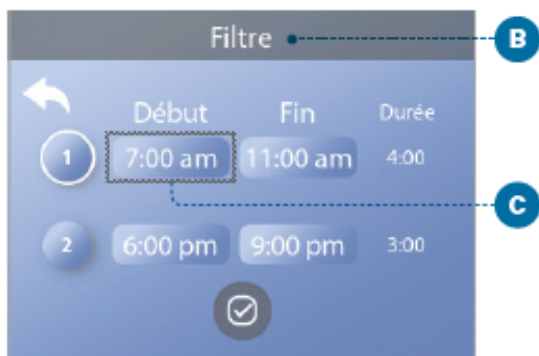 Filtre
B
Début Fin Durée
1 7:00 am 11:00 am 4:00
C
2 6:00 pm 9:00 pm 3:00